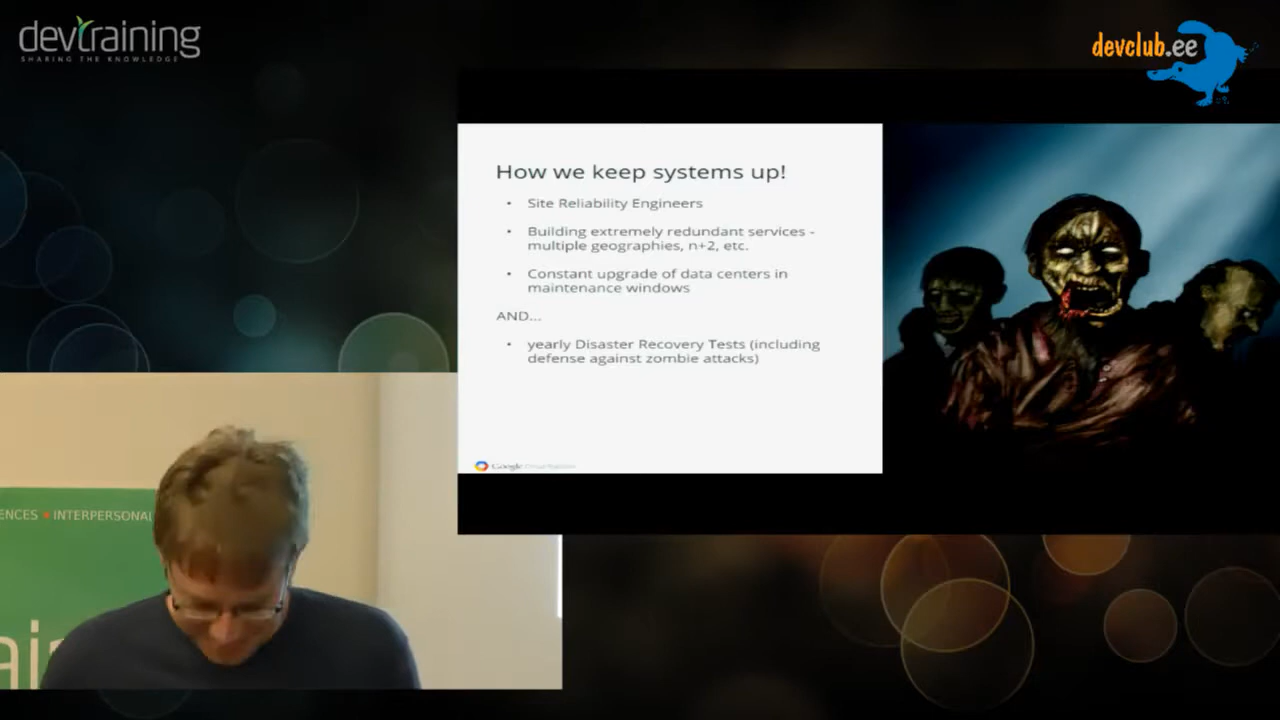 devtraining
SHARING THE KNOWLEDGE
devclub.ee
How we keep systems up!
• Site Reliability Engineers
• Building extremely redundant services -
multiple geographies, n+2, etc.
• Constant upgrade of data centers in
maintenance windows
AND...
• yearly Disaster Recovery Tests (including
defense against zombie attacks)
Google
ENCES • INTERPERSONAL